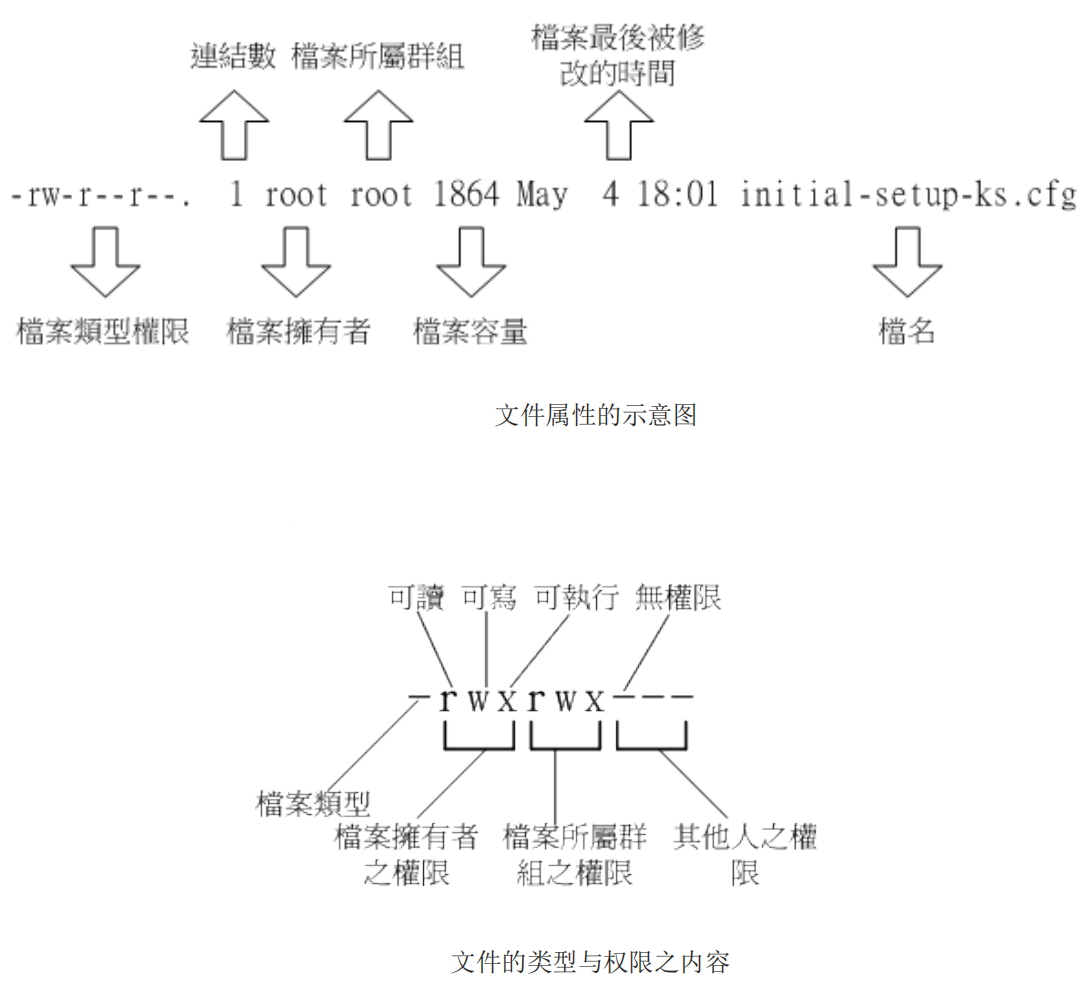 連結數 檔案所屬群組
檔案最後被修
改的時間
-rw-r--r--. 1 root root 1864 May 4 18:01 initial-setup-ks.cfg
檔案類型權限 檔案擁有者 檔案容量 檔名
文件属性的示意图
可讀 可寫 可執行 無權限
-rwxrwx---
檔案類型
檔案擁有者
之權限
檔案所屬群
組之權限
其他人之權
限
文件的类型与权限之内容